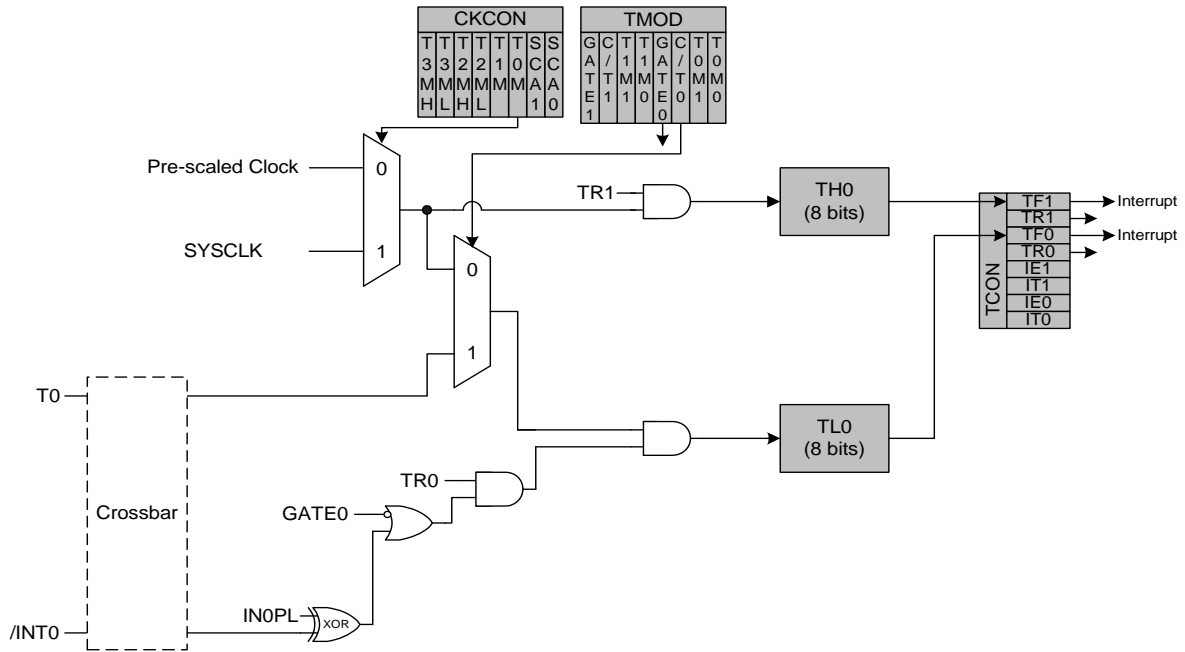 CKCON
TMOD
T3MH
T3ML
T2MH
T2ML
T1M
T0M
SCA1
SCA0
GATE1
C/T1
T1M1
T1M0
GATE0
C/T0
T0M1
T0M0
Pre-scaled Clock
0
SYSCLK
1
TR1
TH0
(8 bits)
TCON
TF1
TR1
TF0
TR0
IE1
IT1
IE0
IT0
Interrupt
Interrupt
0
1
T0
Crossbar
/INT0
TL0
(8 bits)
TR0
GATE0
IN0PL
XOR